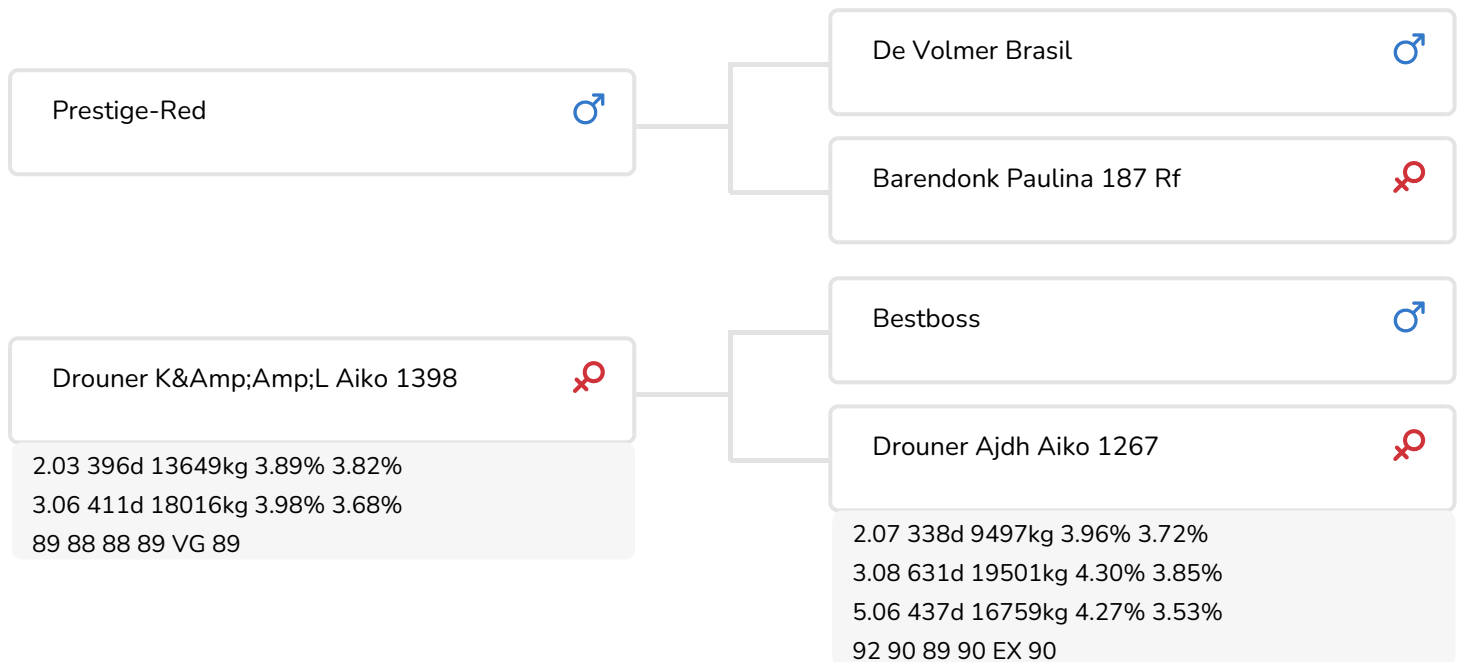 Prestige-Red
De Volmer Brasil
Barendonk Paulina 187 Rf
Drouner K&Amp;Amp;L Aiko 1398
2.03 396d 13649kg 3.89% 3.82%
3.06 411d 18016kg 3.98% 3.68%
89 88 88 89 VG 89
Bestboss
Drouner Ajdh Aiko 1267
2.07 338d 9497kg 3.96% 3.72%
3.08 631d 19501kg 4.30% 3.85%
5.06 437d 16759kg 4.27% 3.53%
92 90 89 90 EX 90